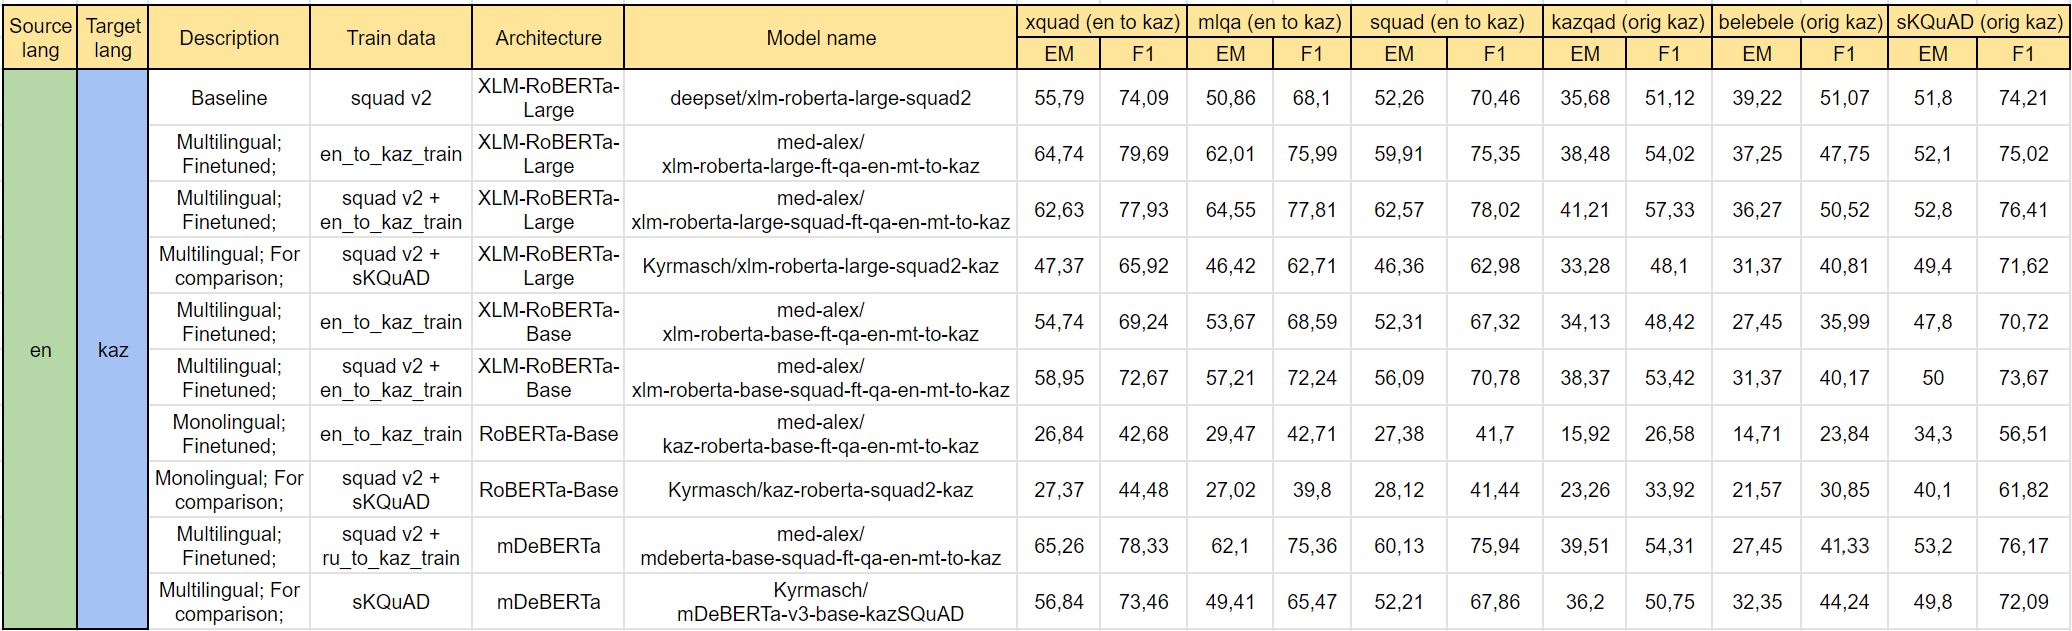 Source lang	Target lang	Description	Train data	Architecture	Model name	xquad (en to kaz)	mlqa (en to kaz)	squad (en to kaz)	kazqad (orig kaz)	belebele (orig kaz)	sKQuAD (orig kaz)
EM	F1	EM	F1	EM	F1	EM	F1	EM	F1	EM	F1
en	kaz
Baseline	squad v2	XLM-RoBERTa-Large	deepset/xlm-roberta-large-squad2	55,79	74,09	50,86	68,1	52,26	70,46	35,68	51,12	39,22	51,07	51,8	74,21
Multilingual; Finetuned;	en_to_kaz_train	XLM-RoBERTa-Large	med-alex/xlm-roberta-large-ft-qa-en-mt-to-kaz	64,74	79,69	62,01	75,99	59,91	75,35	38,48	54,02	37,25	47,75	52,1	75,02
Multilingual; Finetuned;	squad v2 + en_to_kaz_train	XLM-RoBERTa-Large	med-alex/xlm-roberta-large-squad-ft-qa-en-mt-to-kaz	62,63	77,93	64,55	77,81	62,57	78,02	41,21	57,33	36,27	50,52	52,8	76,41
Multilingual; For comparison;	squad v2 + sKQuAD	XLM-RoBERTa-Large	Kyrmasch/xlm-roberta-large-squad2-kaz	47,37	65,92	46,42	62,71	46,36	62,98	33,28	48,1	31,37	40,81	49,4	71,62
Multilingual; Finetuned;	en_to_kaz_train	XLM-RoBERTa-Base	med-alex/xlm-roberta-base-ft-qa-en-mt-to-kaz	54,74	69,24	53,67	68,59	52,31	67,32	34,13	48,42	27,45	35,99	47,8	70,72
Multilingual; Finetuned;	squad v2 + en_to_kaz_train	XLM-RoBERTa-Base	med-alex/xlm-roberta-base-squad-ft-qa-en-mt-to-kaz	58,95	72,67	57,21	72,24	56,09	70,78	38,37	53,42	31,37	40,17	50	73,67
Monolingual; Finetuned;	en_to_kaz_train	RoBERTa-Base	med-alex/kaz-roberta-base-ft-qa-en-mt-to-kaz	26,84	42,68	29,47	42,71	27,38	41,7	15,92	26,58	14,71	23,84	34,3	56,51
Monolingual; For comparison;	squad v2 + sKQuAD	RoBERTa-Base	Kyrmasch/kaz-roberta-squad2-kaz	27,37	44,48	27,02	39,8	28,12	41,44	23,26	33,92	21,57	30,85	40,1	61,82
Multilingual; Finetuned;	squad v2 + ru_to_kaz_train	mDeBERTa	med-alex/mdeberta-base-squad-ft-qa-en-mt-to-kaz	65,26	78,33	62,1	75,36	60,13	75,94	39,51	54,31	27,45	41,33	53,2	76,17
Multilingual; For comparison;	sKQuAD	mDeBERTa	Kyrmasch/mDeBERTa-v3-base-kazSQuAD	56,84	73,46	49,41	65,47	52,21	67,86	36,2	50,75	32,35	44,24	49,8	72,09